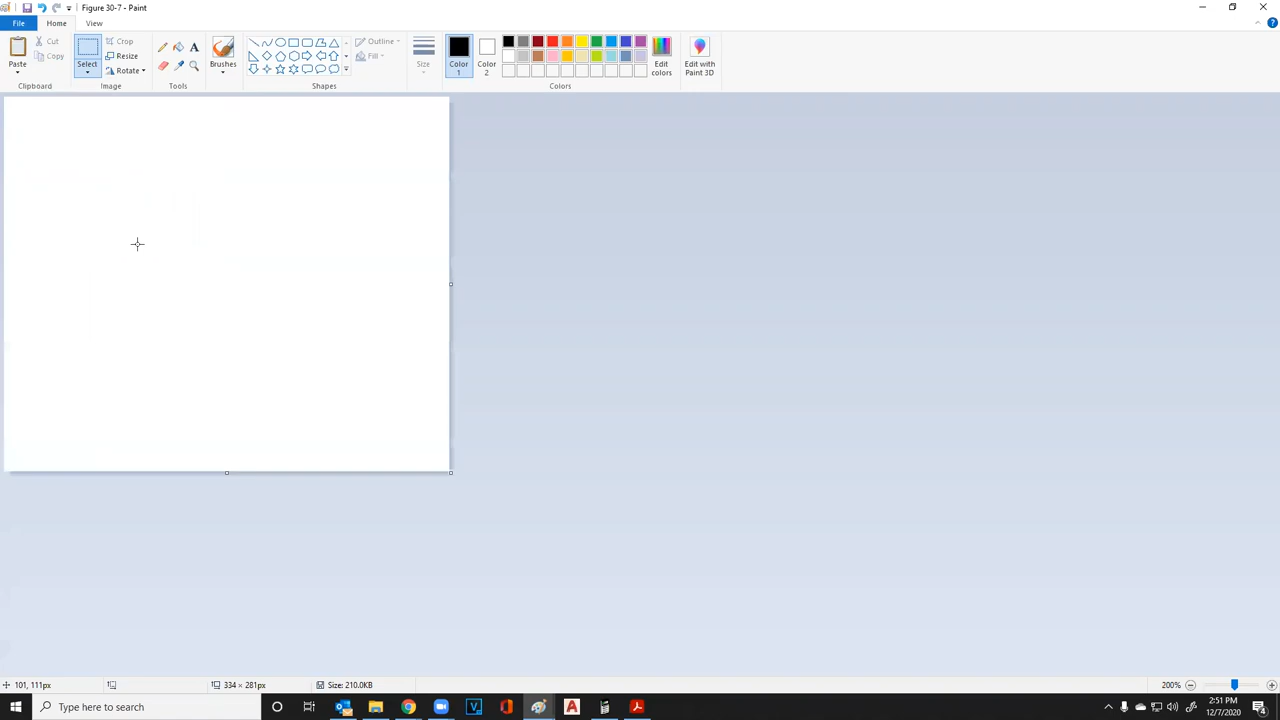 Figure 30-7 - Paint
File Home View
Paste
Cut
Copy
Clipboard
Select
Crop
Resize
Rotate
Image
A
Tools
Brushes
Outline
Fill
Shapes
Size
Color 1
Color 2
Edit colors
Colors
Edit with Paint 3D
101, 111px
334 × 281px
Size: 210.0KB
200%
Type here to search
2:51 PM
12/7/2020